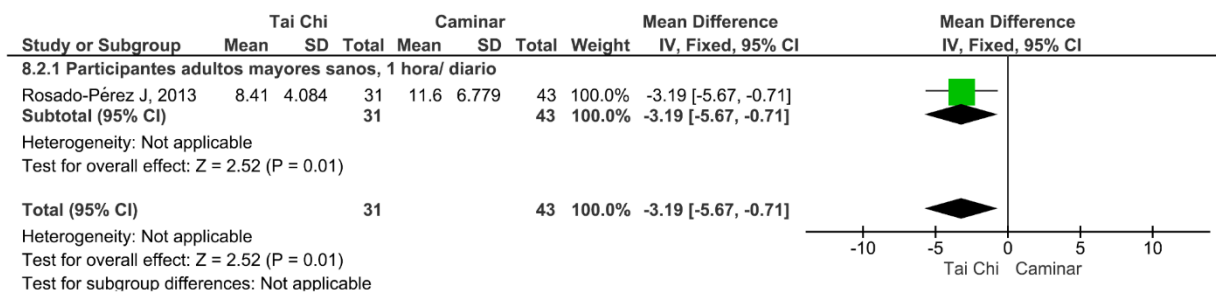 Tai Chi Caminar Mean Difference Mean Difference
Study or Subgroup Mean SD Total Mean SD Total Weight IV, Fixed, 95% CI IV, Fixed, 95% CI
8.2.1 Participantes adultos mayores sanos, 1 hora/ diario
Rosado-Pérez J, 2013 8.41 4.084 31 11.6 6.779 43 100.0% -3.19 [-5.67, -0.71]
Subtotal (95% CI) 31 43 100.0% -3.19 [-5.67, -0.71]
Heterogeneity: Not applicable
Test for overall effect: Z = 2.52 (P = 0.01)
Total (95% CI) 31 43 100.0% -3.19 [-5.67, -0.71]
Heterogeneity: Not applicable
Test for overall effect: Z = 2.52 (P = 0.01)
Test for subgroup differences: Not applicable
-10 -5 0 5 10
Tai Chi Caminar